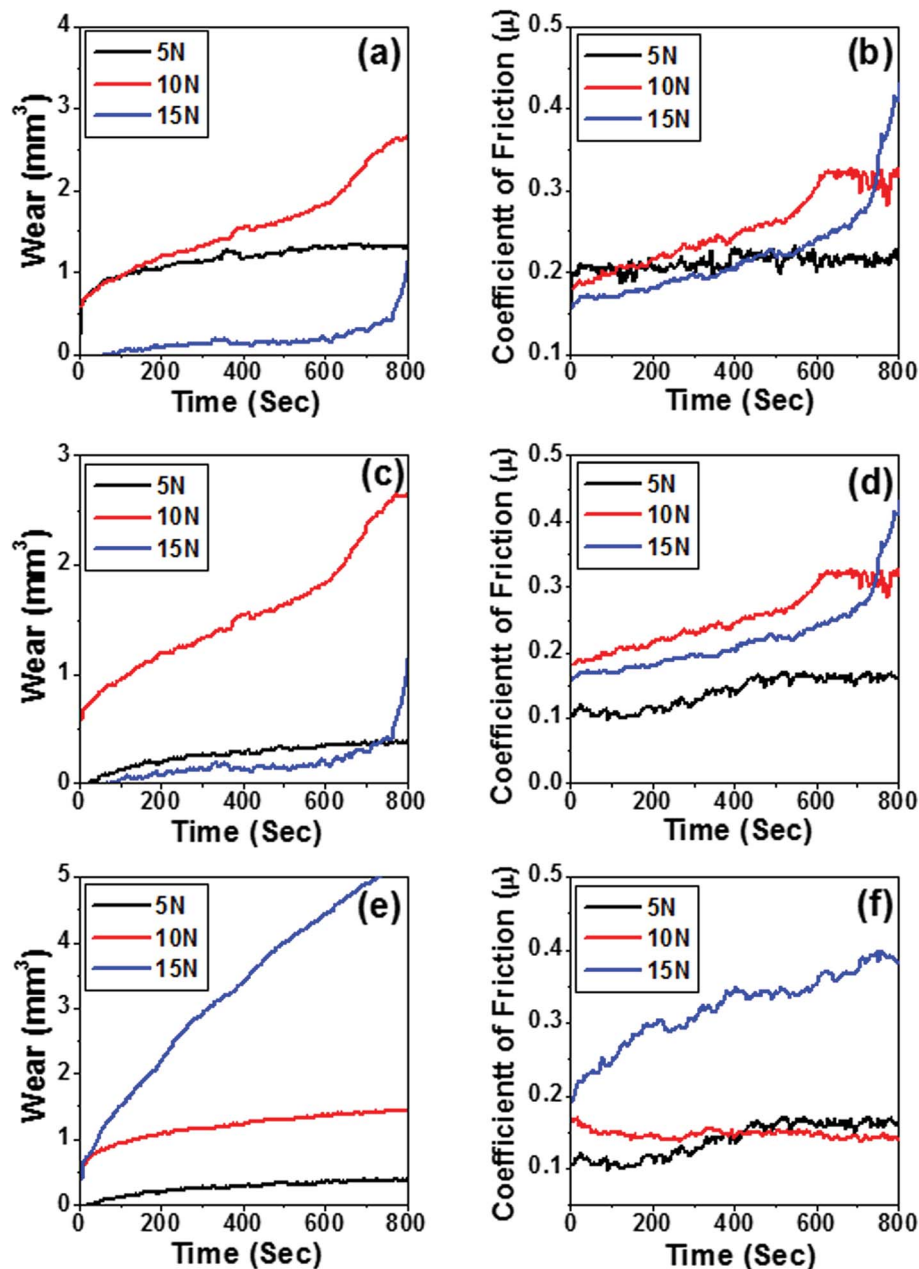 (a)
5N
10N
15N
Wear (mm³)
4
3
2
1
0
0 200 400 600 800
Time (Sec)
(b)
5N
10N
15N
Coefficientt of Friction (μ)
0.5
0.4
0.3
0.2
0.1
0 200 400 600 800
Time (Sec)
(c)
5N
10N
15N
Wear (mm³)
3
2
1
0
0 200 400 600 800
Time (Sec)
(d)
5N
10N
15N
Coefficientt of Friction (μ)
0.5
0.4
0.3
0.2
0.1
0.0
0 200 400 600 800
Time (Sec)
(e)
5N
10N
15N
Wear (mm³)
5
4
3
2
1
0
0 200 400 600 800
Time (Sec)
(f)
5N
10N
15N
Coefficientt of Friction (μ)
0.5
0.4
0.3
0.2
0.1
0 200 400 600 800
Time (Sec)